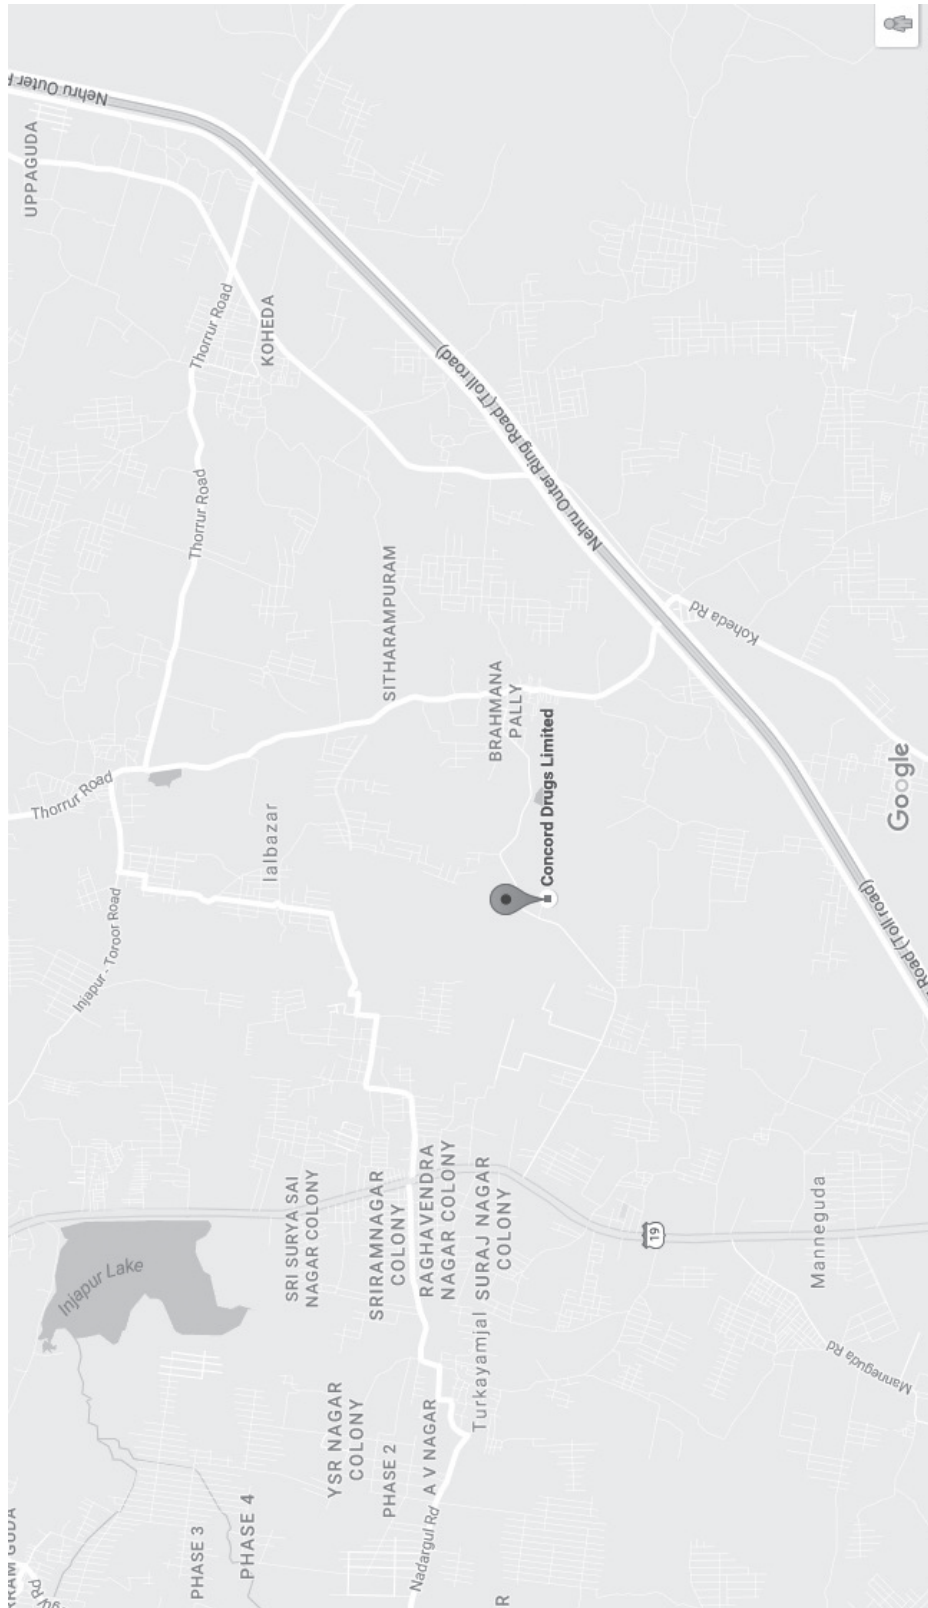 PHASE 3
PHASE 4
Injapur Lake
Injapur - Toroor Road
Thorrur Road
Thorrur Road
Thorrur Road
UPPAGUDA
Nehru Outer
KOHEDA
lalbazar
SRI SURYA SAI
NAGAR COLONY
YSR NAGAR
COLONY
PHASE 2
SRIRAMNAGAR
COLONY
SITHARAMPURAM
Nadargul Rd
A V NAGAR
RAGHAVENDRA
NAGAR COLONY
Turkayamjal
SURAJ NAGAR
COLONY
BRAHMANA
PALLY
Concord Drugs Limited
Nehru Outer Ring Road (Toll road)
19
Koheda Rd
Manneguda
Manneguda Rd
Road (Toll road)
Google